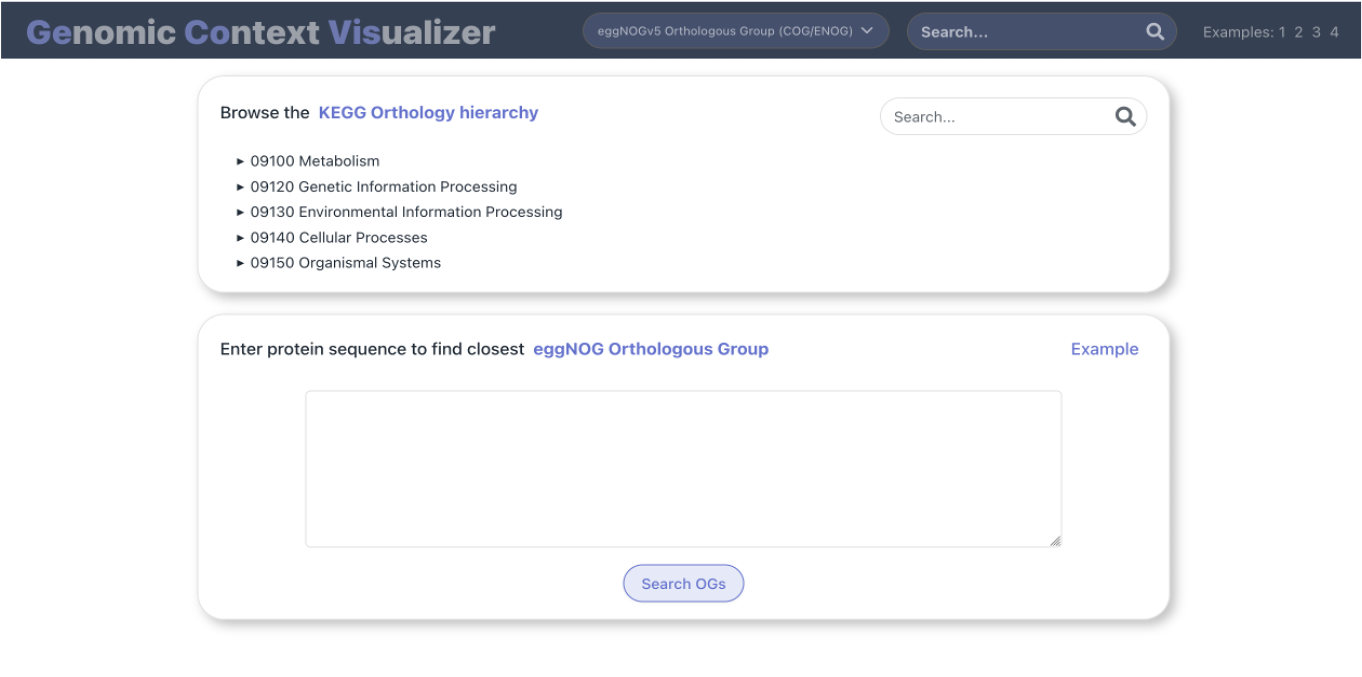 Genomic Context Visualizer
eggNOGv5 Orthologous Group (COG/ENOG)
Search...
Examples: 1 2 3 4
Browse the KEGG Orthology hierarchy
Search...
▸ 09100 Metabolism
▸ 09120 Genetic Information Processing
▸ 09130 Environmental Information Processing
▸ 09140 Cellular Processes
▸ 09150 Organismal Systems
Enter protein sequence to find closest eggNOG Orthologous Group
Example
Search OGs